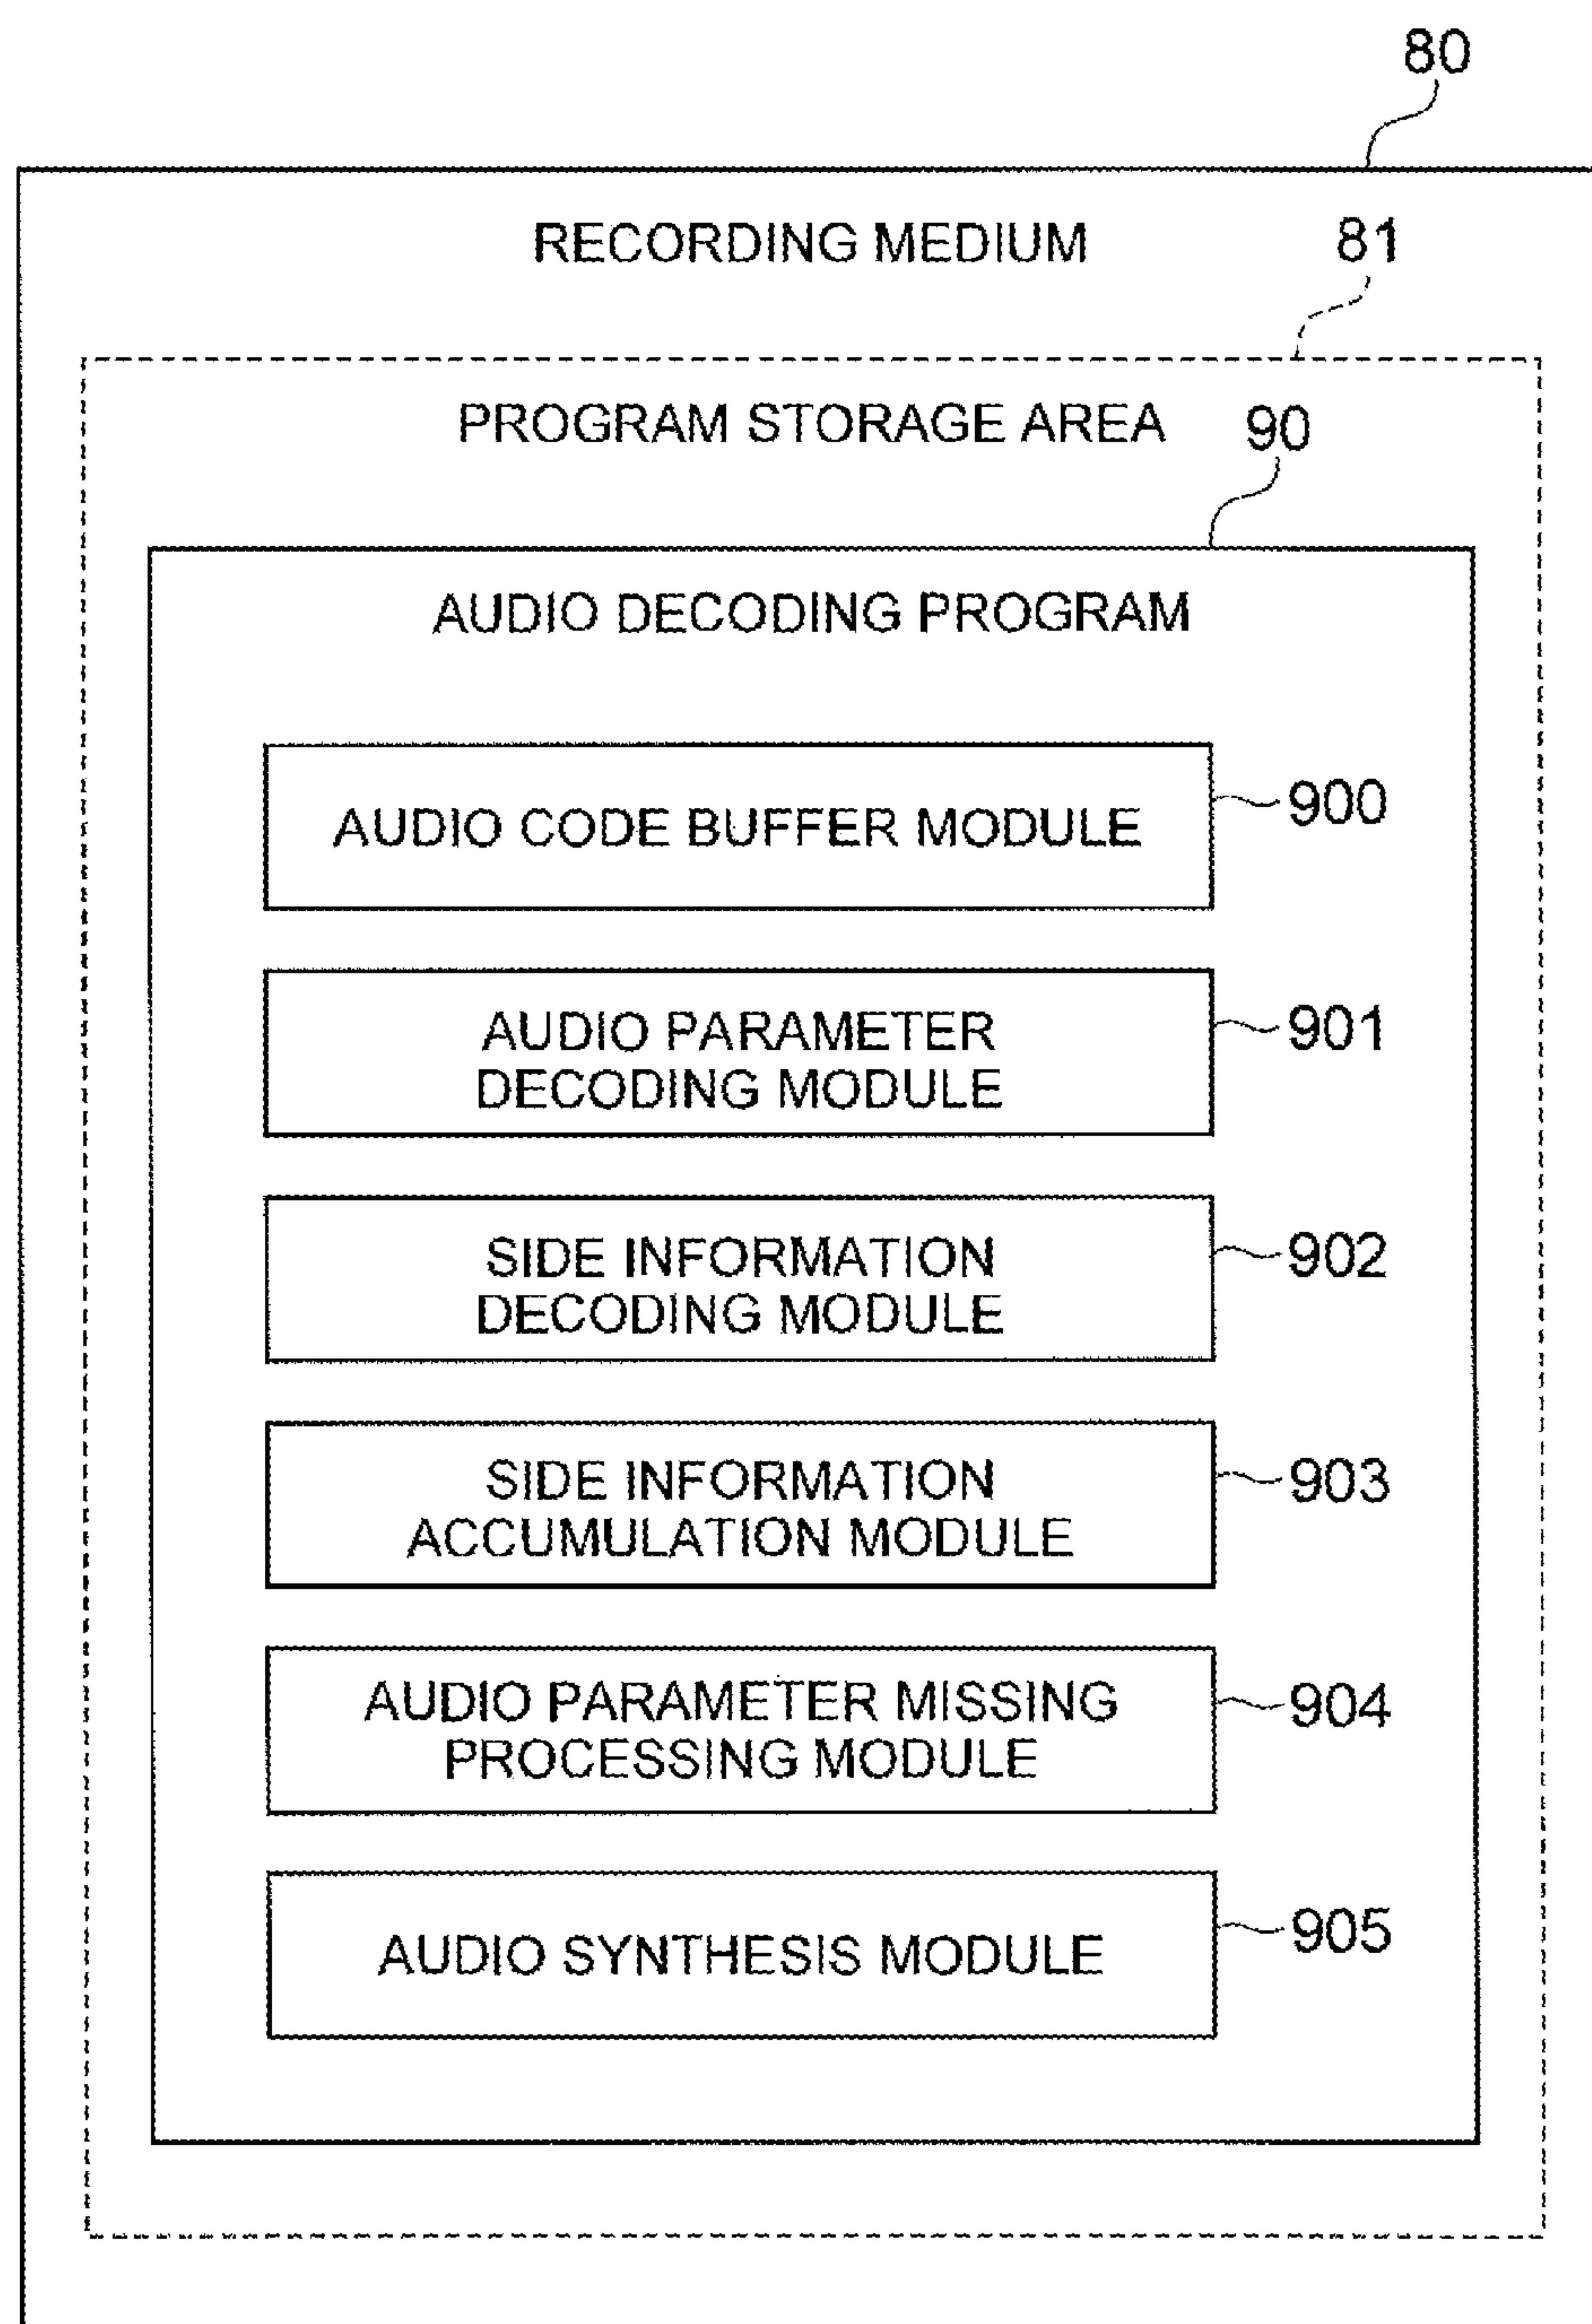 80
RECORDING MEDIUM
81
PROGRAM STORAGE AREA
90
AUDIO DECODING PROGRAM
AUDIO CODE BUFFER MODULE
900
AUDIO PARAMETER
DECODING MODULE
901
SIDE INFORMATION
DECODING MODULE
902
SIDE INFORMATION
ACCUMULATION MODULE
903
AUDIO PARAMETER MISSING
PROCESSING MODULE
904
AUDIO SYNTHESIS MODULE
905